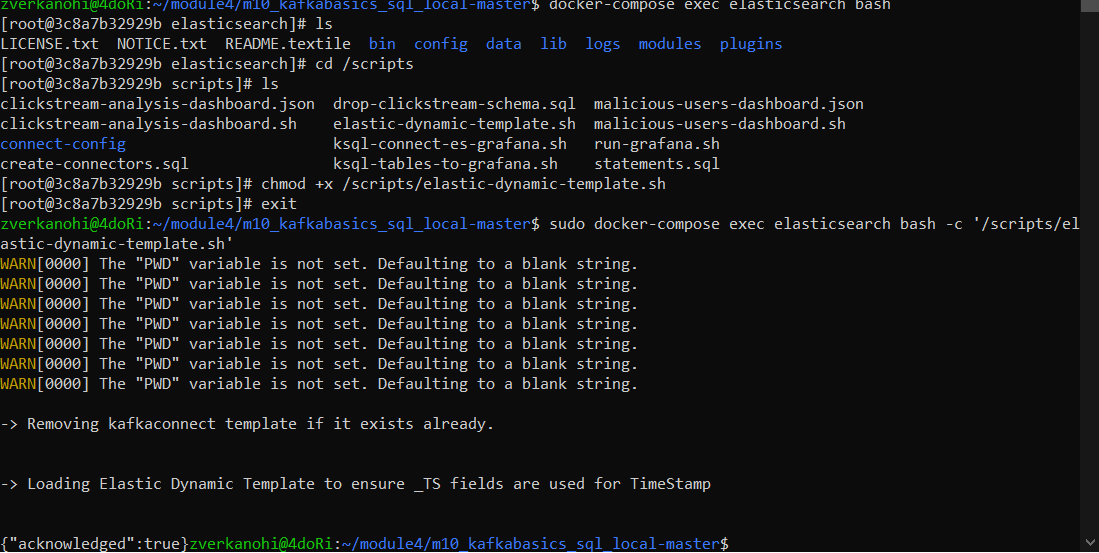 zverkanohi@4doRi:~/module4/m10_kafkabasics_sql_local-master$ docker-compose exec elasticsearch bash
[root@3c8a7b32929b elasticsearch]# ls
LICENSE.txt  NOTICE.txt  README.textile  bin  config  data  lib  logs  modules  plugins
[root@3c8a7b32929b elasticsearch]# cd /scripts
[root@3c8a7b32929b scripts]# ls
clickstream-analysis-dashboard.json  drop-clickstream-schema.sql  malicious-users-dashboard.json
clickstream-analysis-dashboard.sh    elastic-dynamic-template.sh  malicious-users-dashboard.sh
connect-config                       ksql-connect-es-grafana.sh   run-grafana.sh
create-connectors.sql                ksql-tables-to-grafana.sh    statements.sql
[root@3c8a7b32929b scripts]# chmod +x /scripts/elastic-dynamic-template.sh
[root@3c8a7b32929b scripts]# exit
zverkanohi@4doRi:~/module4/m10_kafkabasics_sql_local-master$ sudo docker-compose exec elasticsearch bash -c '/scripts/el
astic-dynamic-template.sh'
WARN[0000] The "PWD" variable is not set. Defaulting to a blank string.
WARN[0000] The "PWD" variable is not set. Defaulting to a blank string.
WARN[0000] The "PWD" variable is not set. Defaulting to a blank string.
WARN[0000] The "PWD" variable is not set. Defaulting to a blank string.
WARN[0000] The "PWD" variable is not set. Defaulting to a blank string.
WARN[0000] The "PWD" variable is not set. Defaulting to a blank string.
WARN[0000] The "PWD" variable is not set. Defaulting to a blank string.
-> Removing kafkaconnect template if it exists already.
-> Loading Elastic Dynamic Template to ensure _TS fields are used for TimeStamp
{"acknowledged":true}zverkanohi@4doRi:~/module4/m10_kafkabasics_sql_local-master$